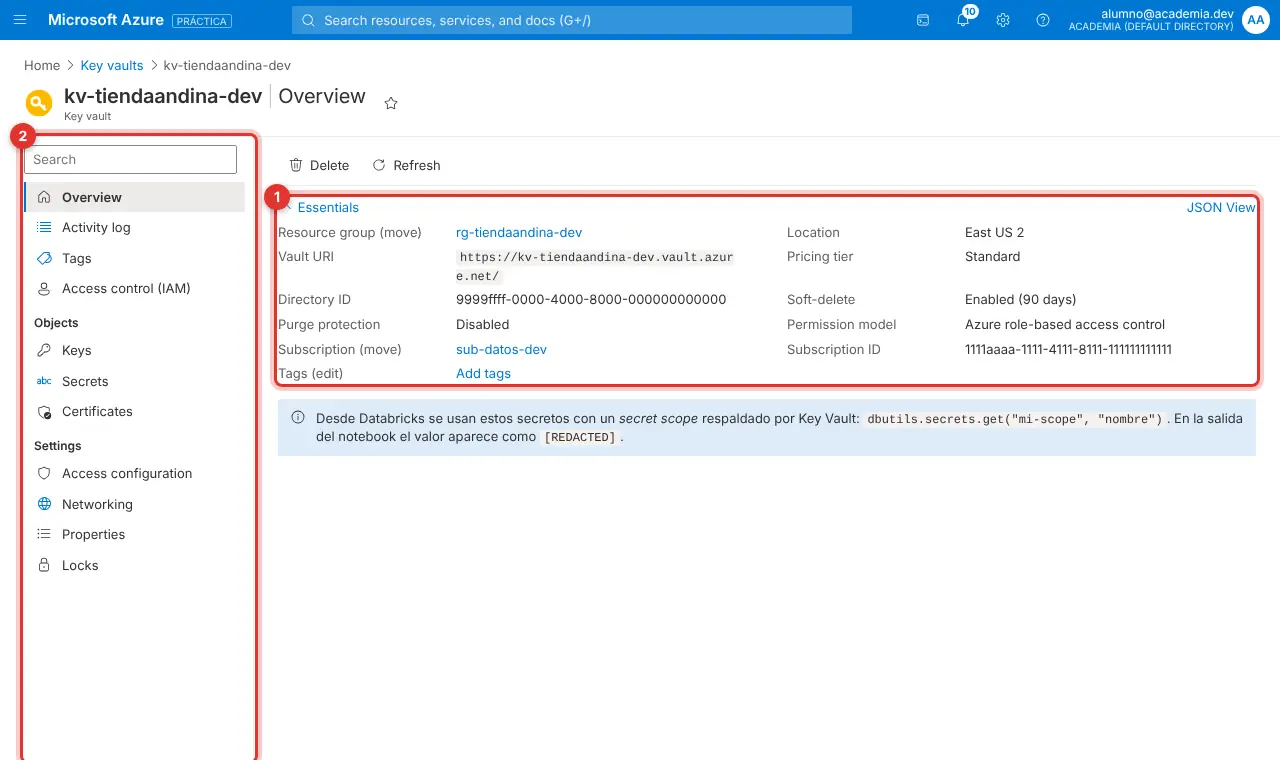 Microsoft Azure PRÁCTICA
Search resources, services, and docs (G+/)
10
alumno@academia.dev
ACADEMIA (DEFAULT DIRECTORY)
AA
Home > Key vaults > kv-tiendaandina-dev
kv-tiendaandina-dev | Overview
Key vault
2
Search
Overview
Activity log
Tags
Access control (IAM)
Objects
Keys
abc Secrets
Certificates
Settings
Access configuration
Networking
Properties
Locks
Delete Refresh
1
Essentials JSON View
Resource group (move) rg-tiendaandina-dev Location East US 2
Vault URI https://kv-tiendaandina-dev.vault.azur
e.net/ Pricing tier Standard
Directory ID 9999ffff-0000-4000-8000-000000000000 Soft-delete Enabled (90 days)
Purge protection Disabled Permission model Azure role-based access control
Subscription (move) sub-datos-dev Subscription ID 1111aaaa-1111-4111-8111-111111111111
Tags (edit) Add tags
Desde Databricks se usan estos secretos con un secret scope respaldado por Key Vault: dbutils.secrets.get("mi-scope", "nombre"). En la salida
del notebook el valor aparece como [REDACTED].